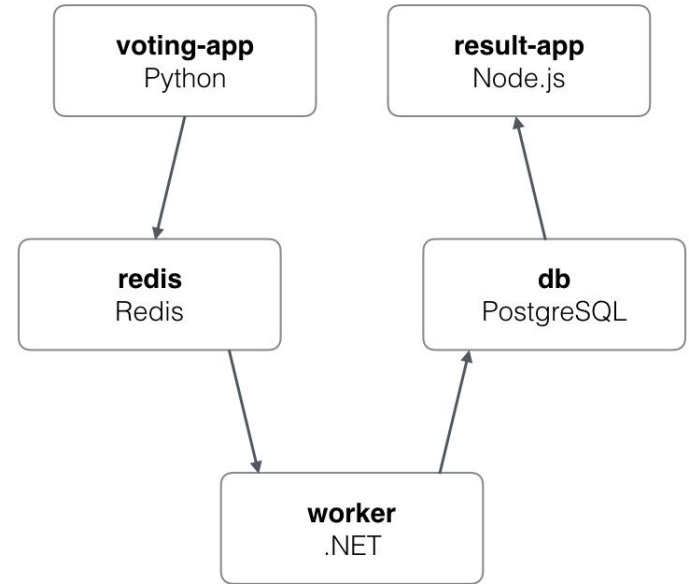 voting-app
Python
result-app
Node.js
redis
Redis
db
PostgreSQL
worker
.NET